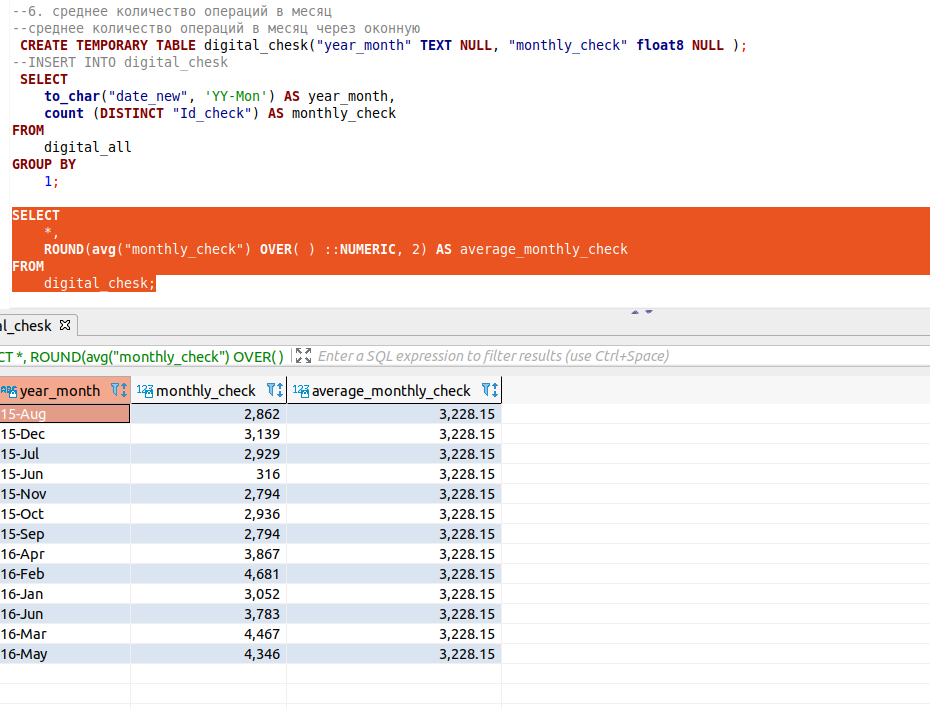 --6. среднее количество операций в месяц
--среднее количество операций в месяц через оконную
CREATE TEMPORARY TABLE digital_chesk("year_month" TEXT NULL, "monthly_check" float8 NULL );
--INSERT INTO digital_chesk
SELECT
to_char("date_new", 'YY-Mon') AS year_month,
count (DISTINCT "Id_check") AS monthly_check
FROM
digital_all
GROUP BY
1;
SELECT
*,
ROUND(avg("monthly_check") OVER( ) ::NUMERIC, 2) AS average_monthly_check
FROM
digital_chesk;
al_chesk
CT *, ROUND(avg("monthly_check") OVER( ) Enter a SQL expression to filter results (use Ctrl+Space)
ABC year_month 123 monthly_check 123 average_monthly_check
15-Aug 2,862 3,228.15
15-Dec 3,139 3,228.15
15-Jul 2,929 3,228.15
15-Jun 316 3,228.15
15-Nov 2,794 3,228.15
15-Oct 2,936 3,228.15
15-Sep 2,794 3,228.15
16-Apr 3,867 3,228.15
16-Feb 4,681 3,228.15
16-Jan 3,052 3,228.15
16-Jun 3,783 3,228.15
16-Mar 4,467 3,228.15
16-May 4,346 3,228.15